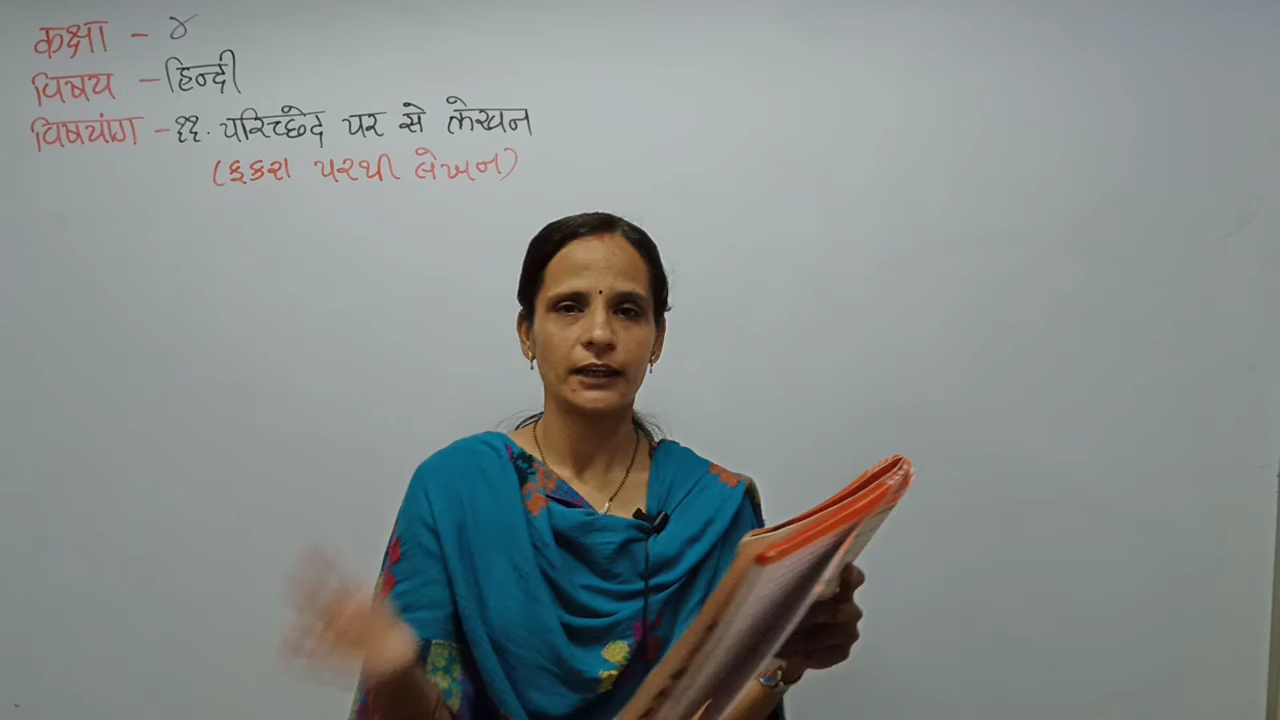 कक्षा - ४
विषय - हिन्दी
विषयांग - ११. परिच्छेद पर से लेखन
(ફકરા પરથી લેખન)